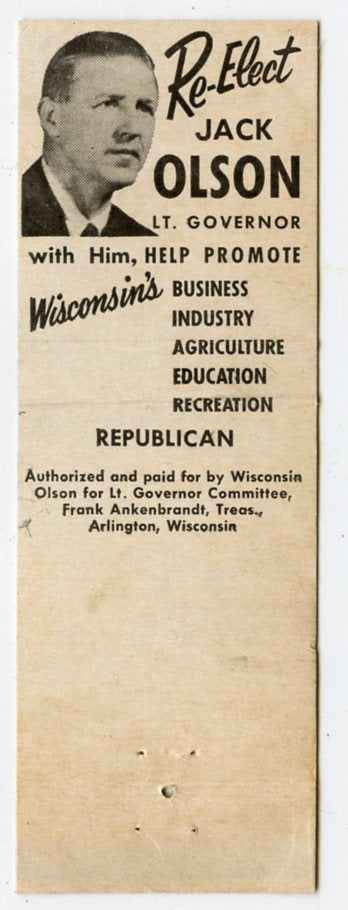 Re-Elect
JACK
OLSON
LT. GOVERNOR
with Him, HELP PROMOTE
Wisconsin's BUSINESS
INDUSTRY
AGRICULTURE
EDUCATION
RECREATION
REPUBLICAN
Authorized and paid for by Wisconsin
Olson for Lt. Governor Committee,
Frank Ankenbrandt, Treas.,
Arlington, Wisconsin